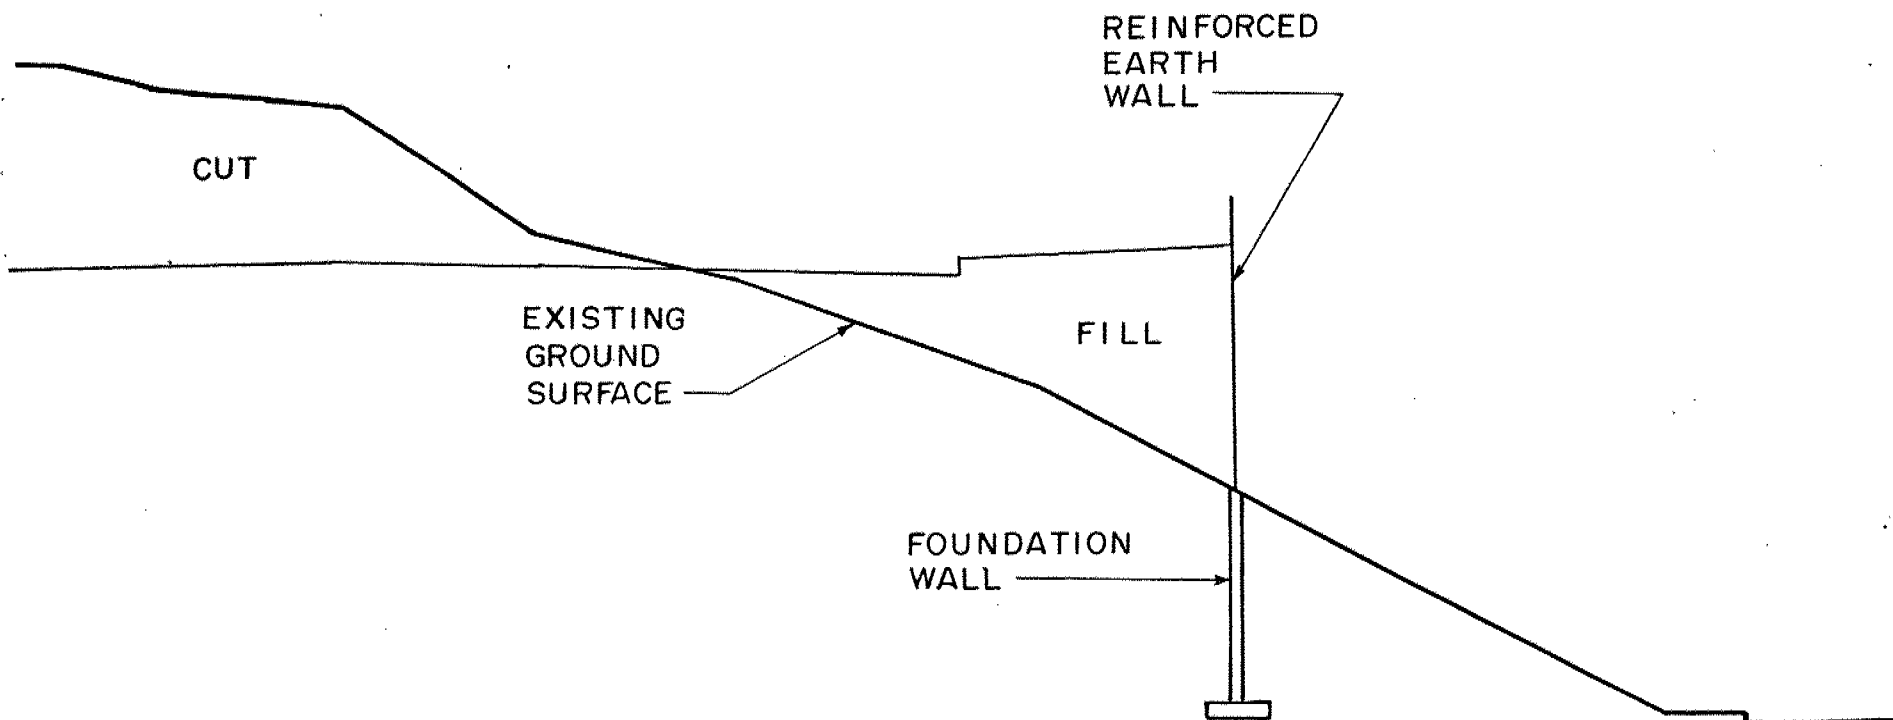 REINFORCED
EARTH
WALL
CUT
EXISTING
GROUND
SURFACE
FILL
FOUNDATION
WALL